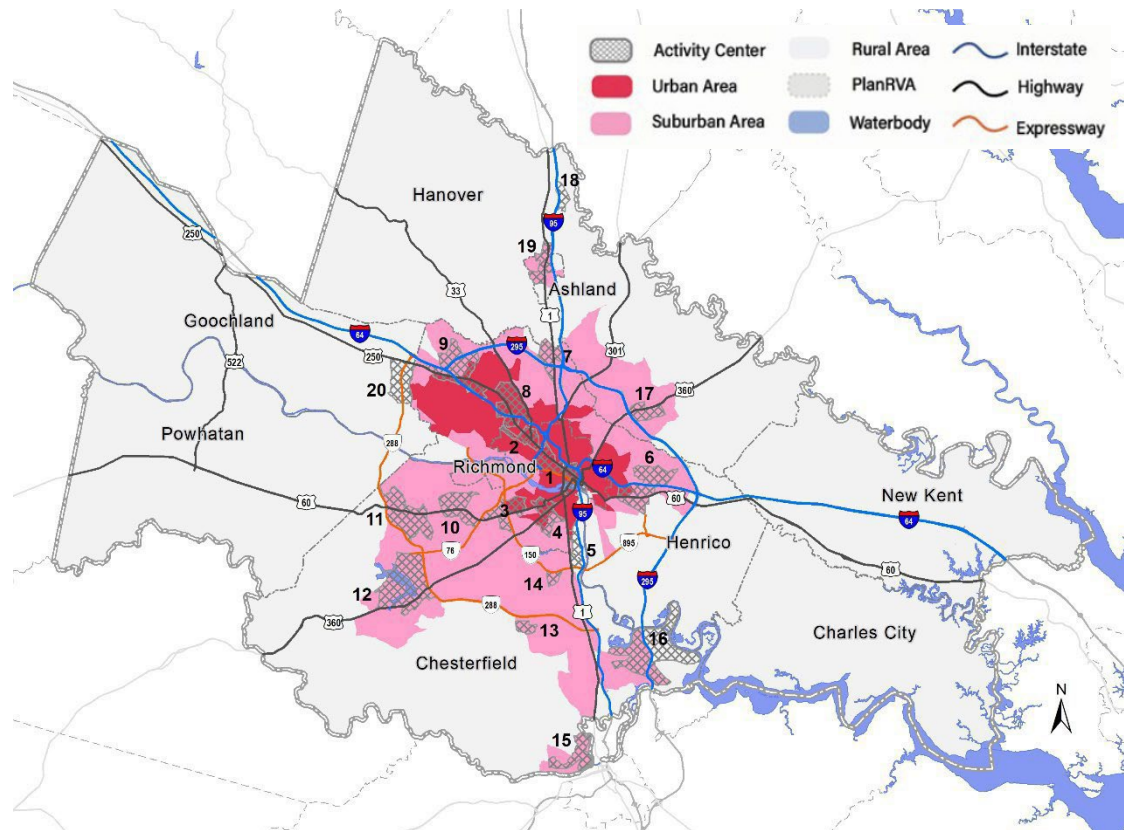 Activity Center
Rural Area
Interstate
Urban Area
PlanRVA
Highway
Suburban Area
Waterbody
Expressway
18
Hanover
95
250
19
33
Ashland
1
Goochland
64
9
295
7
301
250
522
20
8
360
17
Powhatan
288
2
Richmond
64
6
1
60
60
New Kent
11
10
3
95
64
4
Henrico
76
150
5
895
60
14
12
295
288
1
360
13
16
Charles City
Chesterfield
N
15